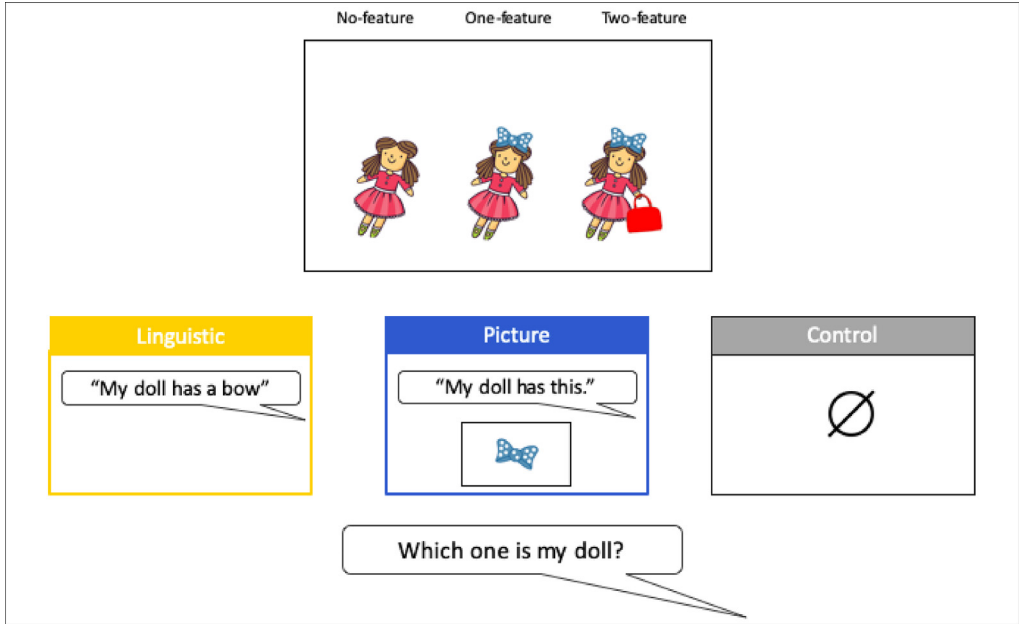 No-feature One-feature Two-feature
Linguistic
“My doll has a bow”
Picture
“My doll has this.”
Control
∅
Which one is my doll?